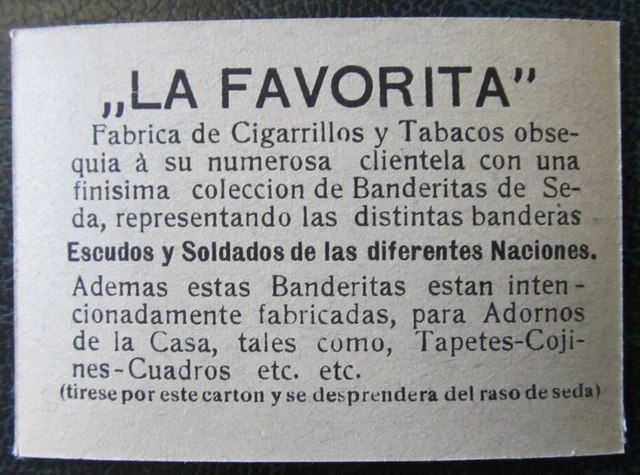 „LA FAVORITA”
Fabrica de Cigarrillos y Tabacos obse-
quia à su numerosa clientela con una
finisima coleccion de Banderitas de Se-
da, representando las distintas banderas
Escudos y Soldados de las diferentes Naciones.
Ademas estas Banderitas estan inten-
cionadamente fabricadas, para Adornos
de la Casa, tales como, Tapetes-Coji-
nes-Cuadros etc. etc.
(tirese por este carton y se desprendera del raso de seda)